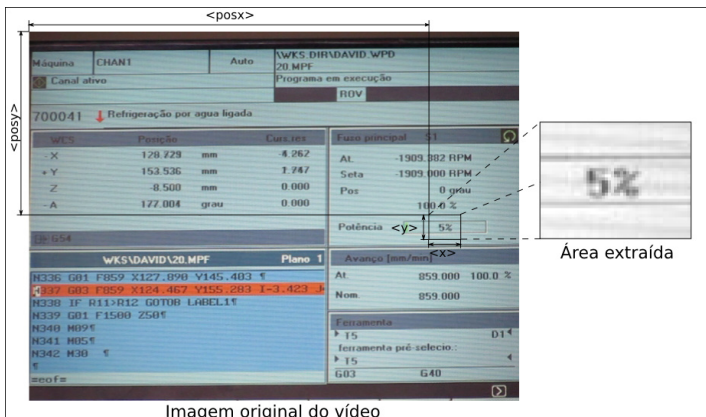 <posx>
<posy>
Máquina CHAN1 Auto \WKS.DIR\DAVID.WPD
20.MPF
Canal ativo Programa em execução
ROV
700041 Refrigeração por agua ligada
WCS Posição Curs.res Fuso principal S1
-X 128.729 mm -4.262 At. -1909.382 RPM
+Y 153.536 mm 1.747 Seta -1909.000 RPM
Z -8.500 mm 0.000 Pos 0 grau
-A 177.004 grau 0.000 100.0 %
Potência <y> 5%
<x>
G54
WKS\DAVID\20.MPF Plano 1 Avanço [mm/min]
N336 G01 F859 X127.890 Y145.403 ¶ At. 859.000 100.0 %
N337 G03 F859 X124.467 Y155.203 I-3.423
N338 IF R11>R12 GOTOB LABEL1¶ Nom. 859.000
N339 G01 F1500 Z50¶
N340 M09¶ Ferramenta
N341 M05¶ T5 D1
N342 M30 ¶ ferramenta pré-selecio.:
¶ T5
=eof= G03 G40
5%
Área extraída
Imagem original do vídeo